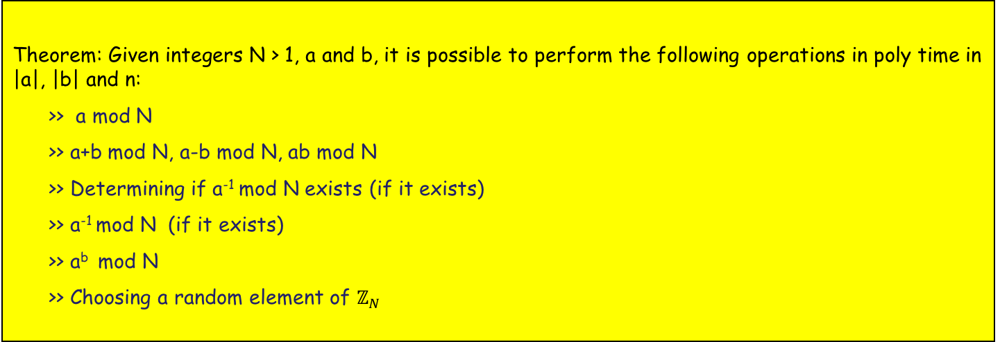 Theorem: Given integers N > 1, a and b, it is possible to perform the following operations in poly time in
|a|, |b| and n:
>> a mod N
>> a+b mod N, a-b mod N, ab mod N
>> Determining if a⁻¹ mod N exists (if it exists)
>> a⁻¹ mod N (if it exists)
>> aᵇ mod N
>> Choosing a random element of ℤ_N